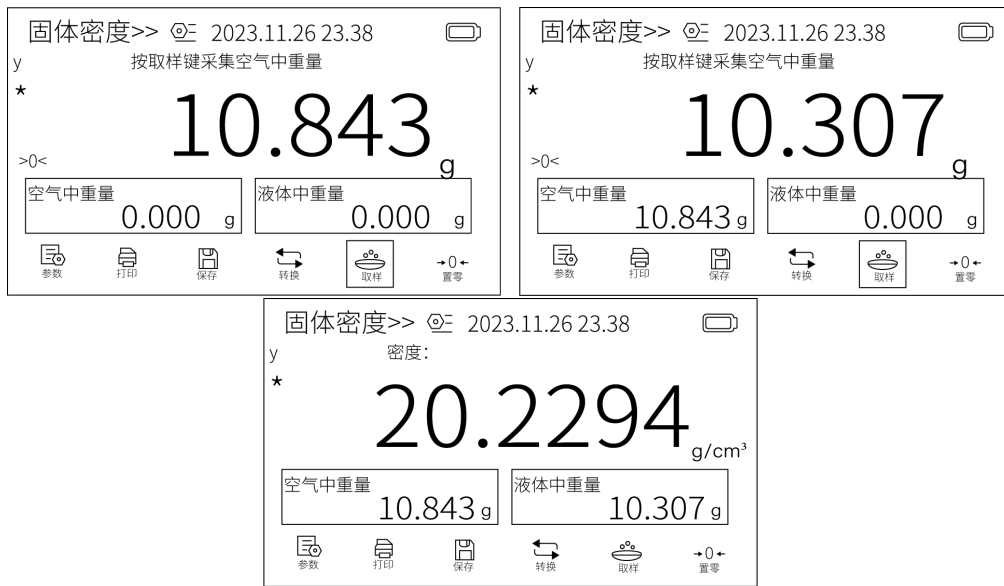 固体密度>> 2023.11.26 23.38
y 按取样键采集空气中重量
*
10.843 g
>0<
空气中重量 0.000 g
液体中重量 0.000 g
参数 打印 保存 转换 取样 →0← 置零
固体密度>> 2023.11.26 23.38
y 按取样键采集空气中重量
*
10.307 g
>0<
空气中重量 10.843 g
液体中重量 0.000 g
参数 打印 保存 转换 取样 →0← 置零
固体密度>> 2023.11.26 23.38
y 密度:
*
20.2294 g/cm³
空气中重量 10.843 g
液体中重量 10.307 g
参数 打印 保存 转换 取样 →0← 置零